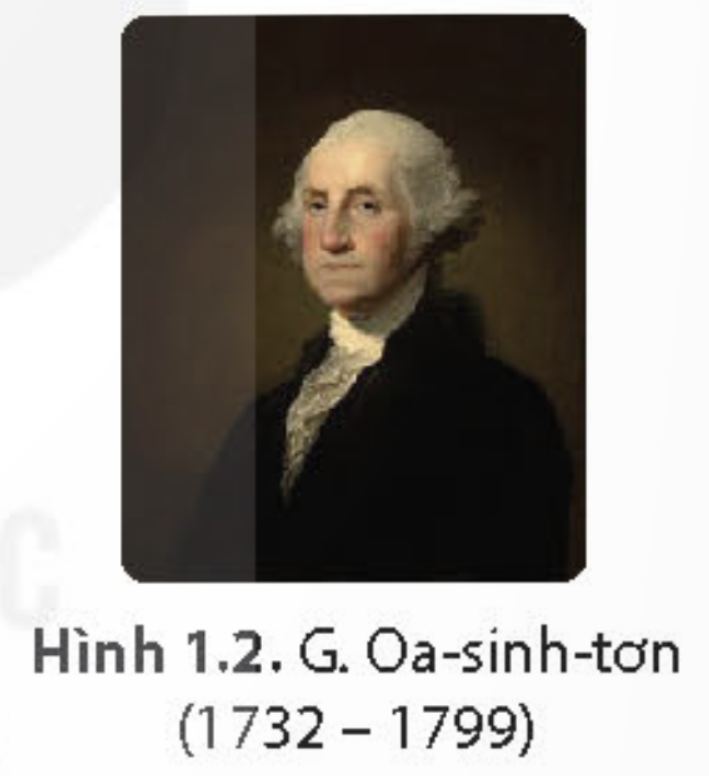 Hình 1.2. G. Oa-sinh-tơn
(1732 – 1799)